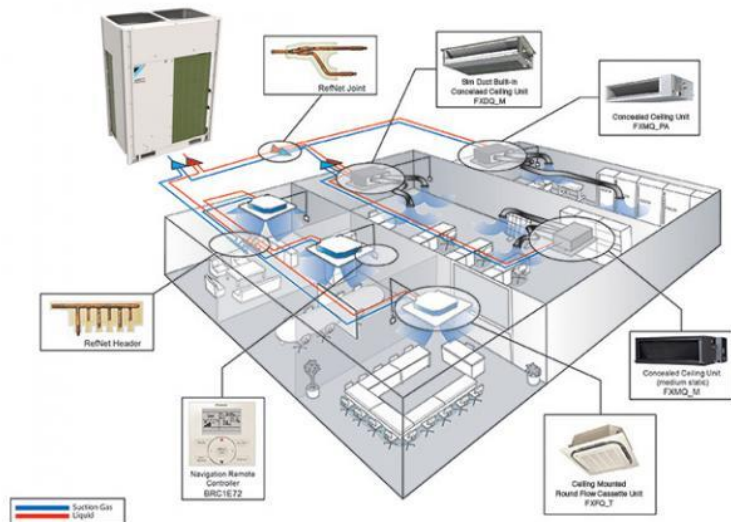 RefNet Joint
Slim Duct Built-in
Concealed Ceiling Unit
FXDQ_M
Concealed Ceiling Unit
FXMQ_PA
RefNet Header
Navigation Remote
Controller
BRC1E72
Concealed Ceiling Unit
(medium static)
FXMQ_M
Ceiling Mounted
Round Flow Cassette Unit
FXFQ_T
Suction Gas
Liquid